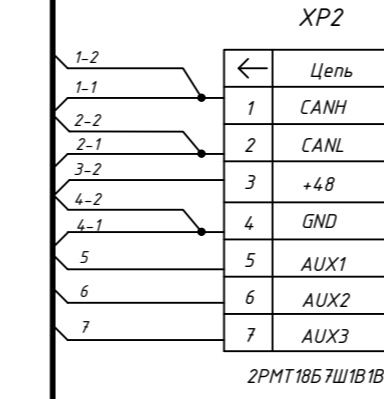 ХР2
1-2
← Цепь
1-1
1 CANH
2-2
2-1
2 CANL
3-2
3 +48
4-2
4-1
4 GND
5
5 AUX1
6
6 AUX2
7
7 AUX3
2РМТ18Б7Ш1В1В